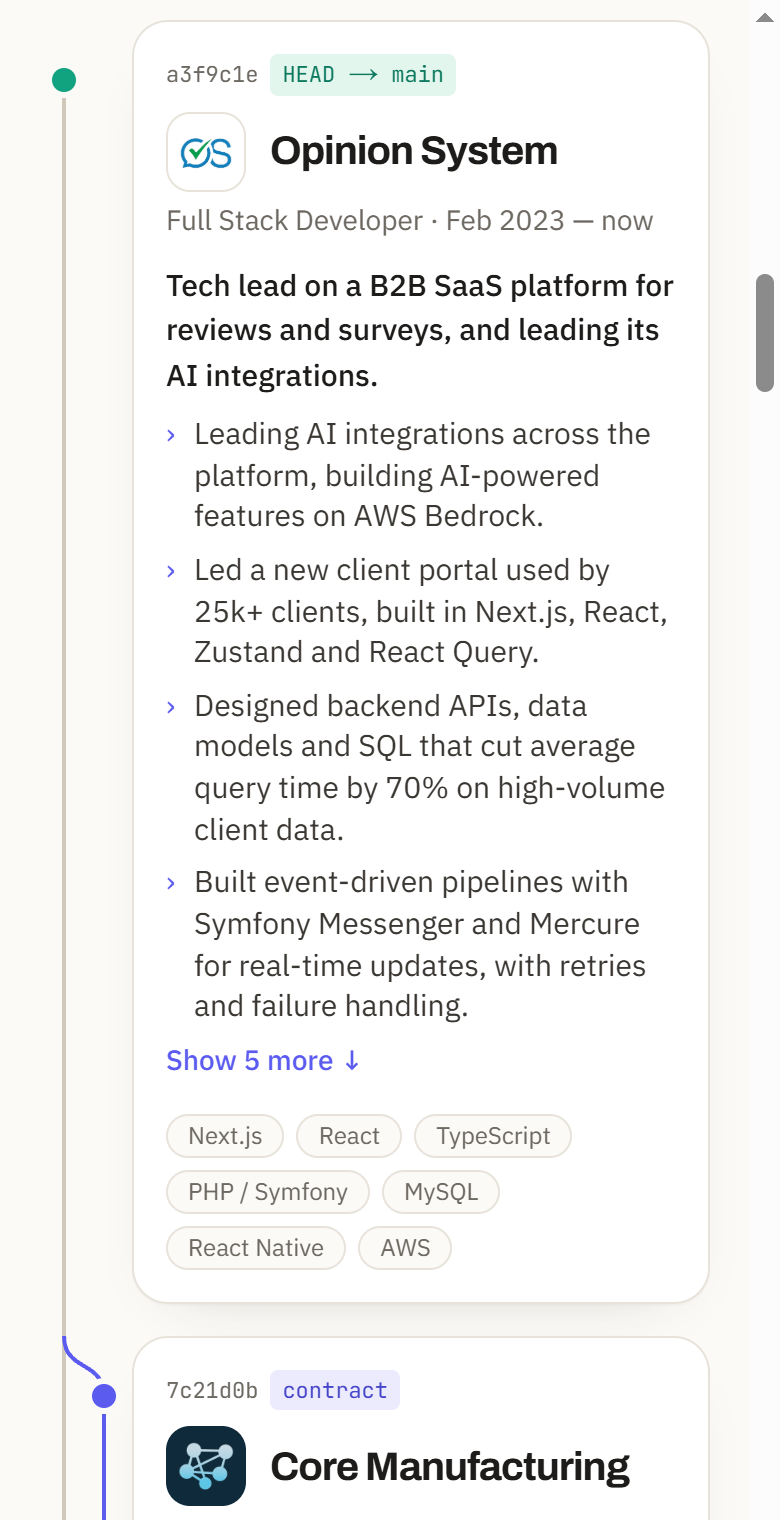 a3f9c1e HEAD → main
OS
Opinion System
Full Stack Developer · Feb 2023 — now
Tech lead on a B2B SaaS platform for
reviews and surveys, and leading its
AI integrations.
› Leading AI integrations across the
platform, building AI-powered
features on AWS Bedrock.
› Led a new client portal used by
25k+ clients, built in Next.js, React,
Zustand and React Query.
› Designed backend APIs, data
models and SQL that cut average
query time by 70% on high-volume
client data.
› Built event-driven pipelines with
Symfony Messenger and Mercure
for real-time updates, with retries
and failure handling.
Show 5 more ↓
Next.js React TypeScript
PHP / Symfony MySQL
React Native AWS
7c21d0b contract
Core Manufacturing